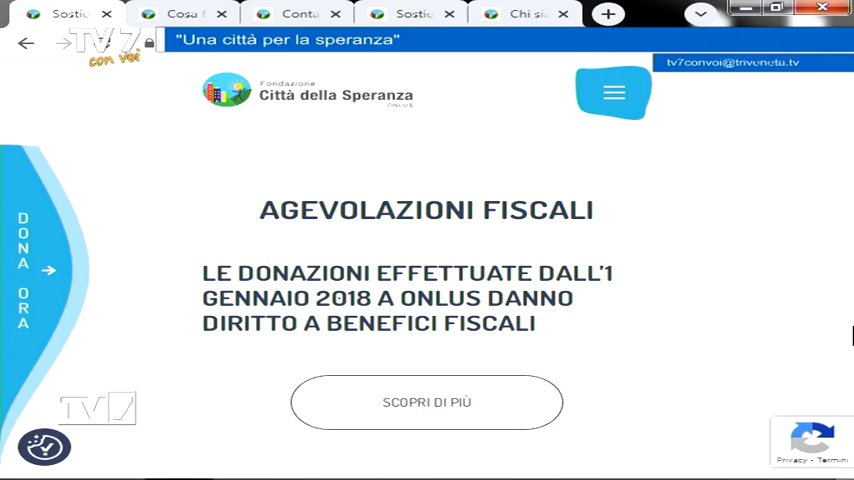 Sostie
Cosa f
Conta
Sostie
Chi sia
TV7
con voi
"Una città per la speranza"
tv7convoi@triveneta.tv
Fondazione
Città della Speranza
ONLUS
AGEVOLAZIONI FISCALI
DONA ORA
LE DONAZIONI EFFETTUATE DALL'1
GENNAIO 2018 A ONLUS DANNO
DIRITTO A BENEFICI FISCALI
SCOPRI DI PIÙ
TV7
Privacy - Termini